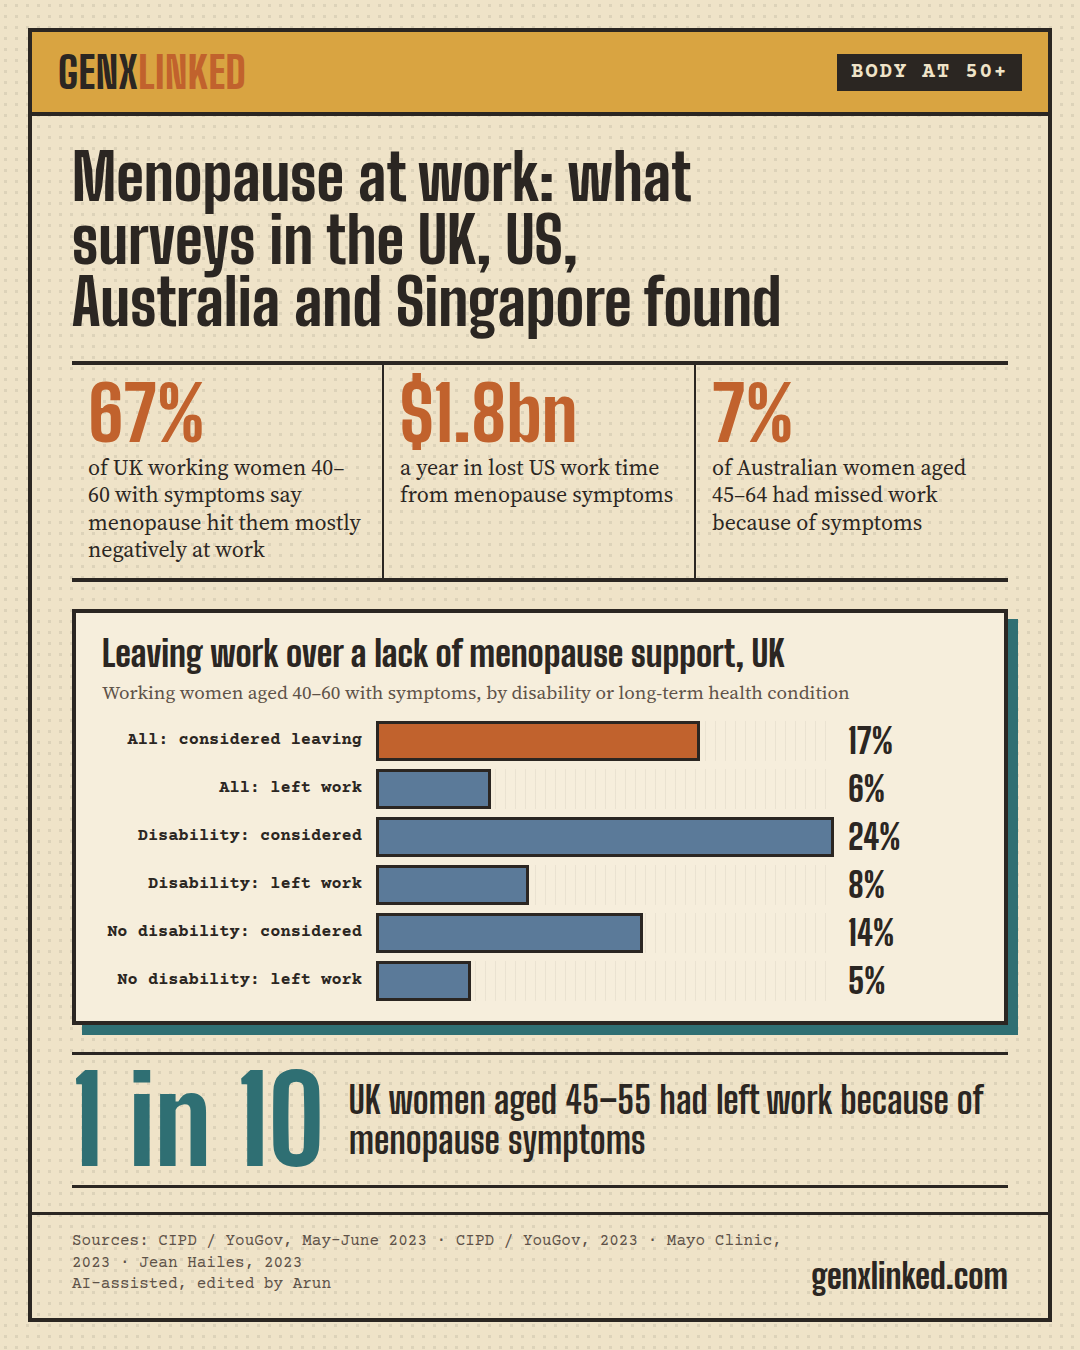 GENXLINKED
BODY AT 50+
Menopause at work: what
surveys in the UK, US,
Australia and Singapore found
67%
of UK working women 40–
60 with symptoms say
menopause hit them mostly
negatively at work
$1.8bn
a year in lost US work time
from menopause symptoms
7%
of Australian women aged
45–64 had missed work
because of symptoms
Leaving work over a lack of menopause support, UK
Working women aged 40–60 with symptoms, by disability or long-term health condition
All: considered leaving 17%
All: left work 6%
Disability: considered 24%
Disability: left work 8%
No disability: considered 14%
No disability: left work 5%
1 in 10
UK women aged 45–55 had left work because of
menopause symptoms
Sources: CIPD / YouGov, May-June 2023 · CIPD / YouGov, 2023 · Mayo Clinic,
2023 · Jean Hailes, 2023
AI-assisted, edited by Arun
genxlinked.com